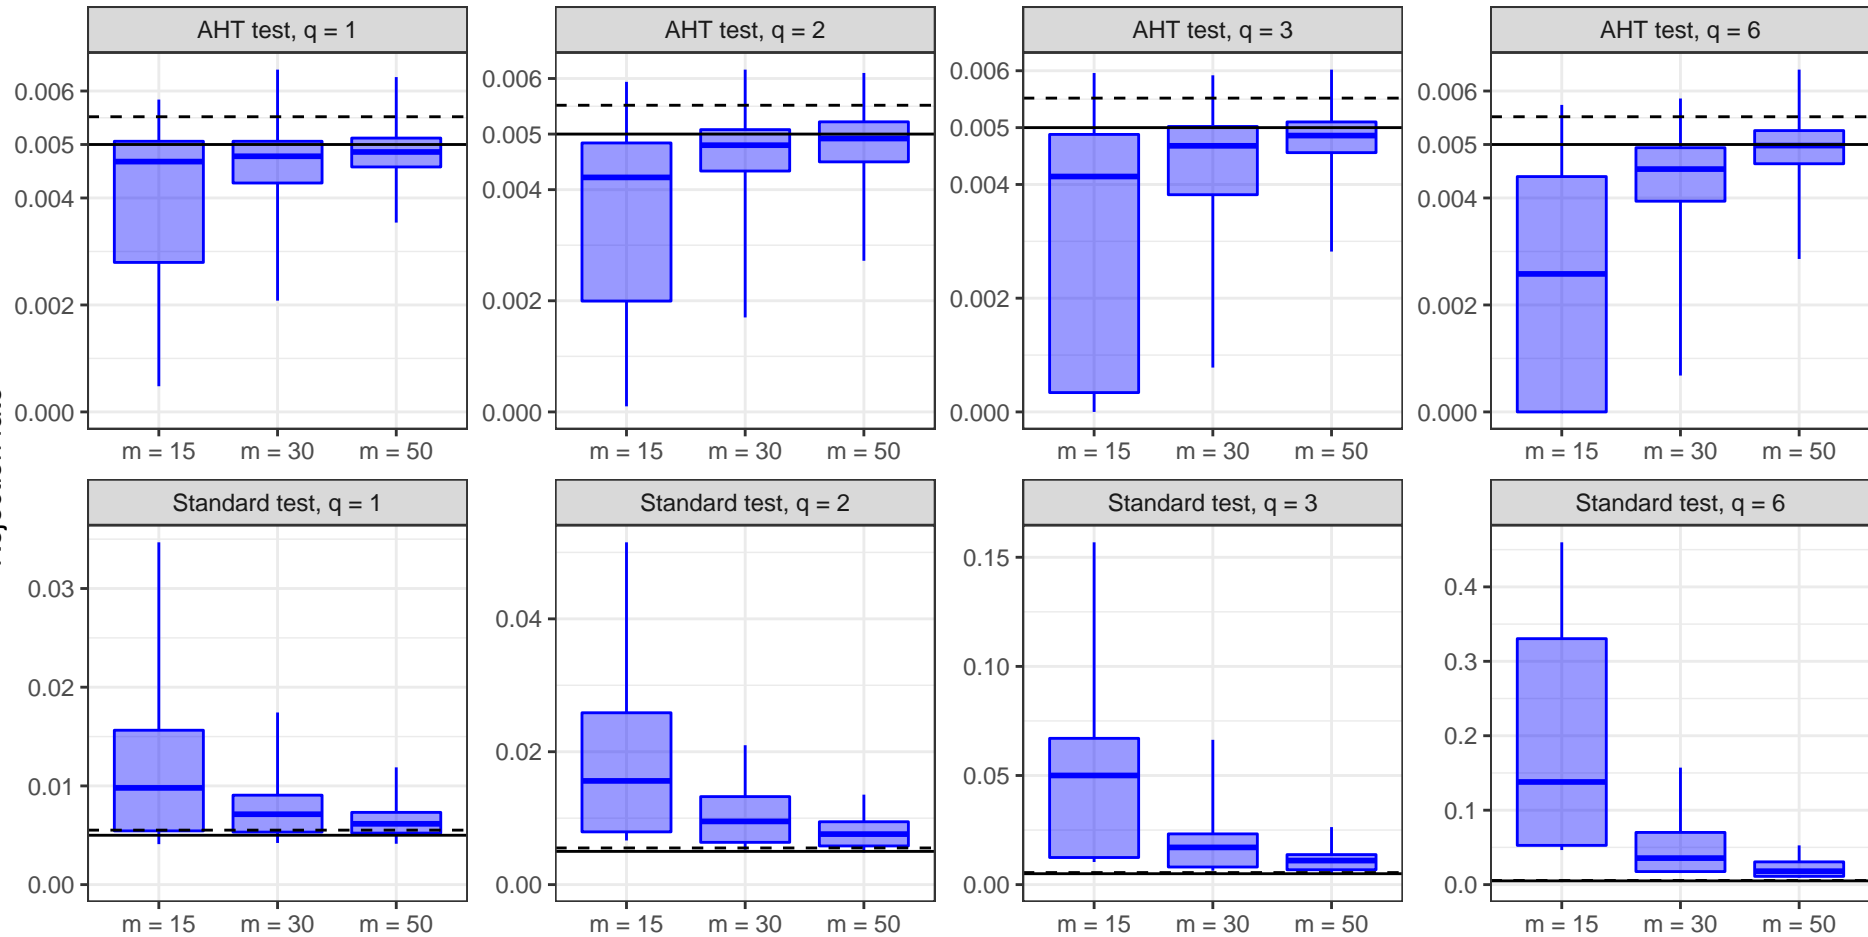 AHT test, q = 1
AHT test, q = 2
AHT test, q = 3
AHT test, q = 6
0.006
0.005
0.004
0.002
0.000
0.006
0.005
0.004
0.002
0.000
0.006
0.005
0.004
0.002
0.000
0.006
0.005
0.004
0.002
0.000
m = 15 m = 30 m = 50
m = 15 m = 30 m = 50
m = 15 m = 30 m = 50
m = 15 m = 30 m = 50
Standard test, q = 1
Standard test, q = 2
Standard test, q = 3
Standard test, q = 6
0.03
0.02
0.01
0.00
0.04
0.02
0.00
0.15
0.10
0.05
0.00
0.4
0.3
0.2
0.1
0.0
m = 15 m = 30 m = 50
m = 15 m = 30 m = 50
m = 15 m = 30 m = 50
m = 15 m = 30 m = 50